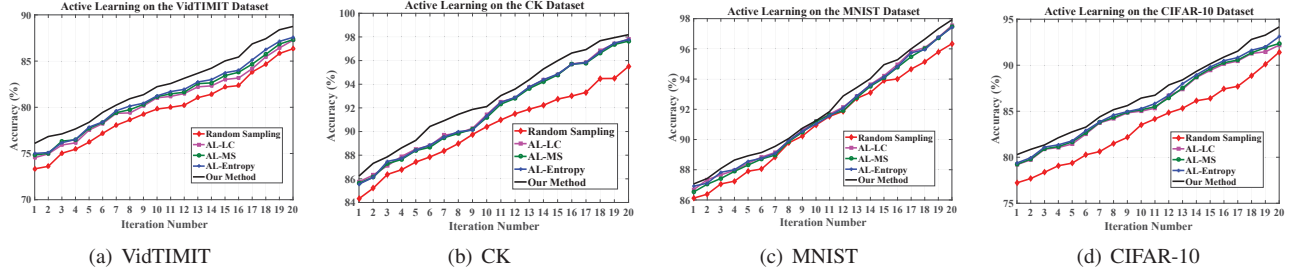 Active Learning on the VidTIMIT Dataset
Accuracy (%)
90
85
80
75
70
Random Sampling
AL-LC
AL-MS
AL-Entropy
Our Method
1 2 3 4 5 6 7 8 9 10 11 12 13 14 15 16 17 18 19 20
Iteration Number
(a) VidTIMIT
Active Learning on the CK Dataset
Accuracy (%)
100
98
96
94
92
90
88
86
84
Random Sampling
AL-LC
AL-MS
AL-Entropy
Our Method
1 2 3 4 5 6 7 8 9 10 11 12 13 14 15 16 17 18 19 20
Iteration Number
(b) CK
Active Learning on the MNIST Dataset
Accuracy (%)
98
96
94
92
90
88
86
Random Sampling
AL-LC
AL-MS
AL-Entropy
Our Method
1 2 3 4 5 6 7 8 9 10 11 12 13 14 15 16 17 18 19 20
Iteration Number
(c) MNIST
Active Learning on the CIFAR-10 Dataset
Accuracy (%)
95
90
85
80
75
Random Sampling
AL-LC
AL-MS
AL-Entropy
Our Method
1 2 3 4 5 6 7 8 9 10 11 12 13 14 15 16 17 18 19 20
Iteration Number
(d) CIFAR-10